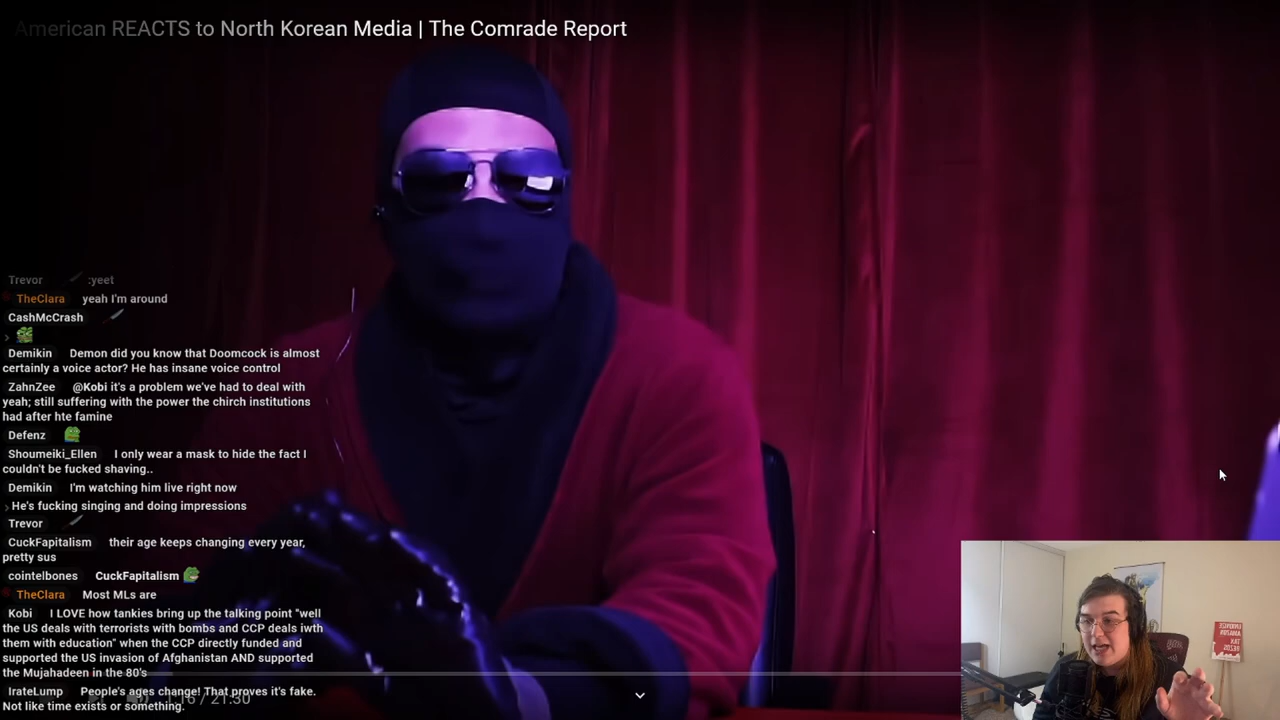 American REACTS to North Korean Media | The Comrade Report
Trevor :yeet
TheClara yeah I'm around
CashMcCrash
Demikin Demon did you know that Doomcock is almost
certainly a voice actor? He has insane voice control
ZahnZee @Kobi it's a problem we've had to deal with
yeah; still suffering with the power the chirch institutions
had after hte famine
Defenz
Shoumeiki_Ellen I only wear a mask to hide the fact I
couldn't be fucked shaving..
Demikin I'm watching him live right now
He's fucking singing and doing impressions
Trevor
CuckFapitalism their age keeps changing every year,
pretty sus
cointelbones CuckFapitalism
TheClara Most MLs are
Kobi I LOVE how tankies bring up the talking point "well
the US deals with terrorists with bombs and CCP deals iwth
them with education" when the CCP directly funded and
supported the US invasion of Afghanistan AND supported
the Mujahadeen in the 80's
IrateLump People's ages change! That proves it's fake.
Not like time exists or something.
/ 21:30